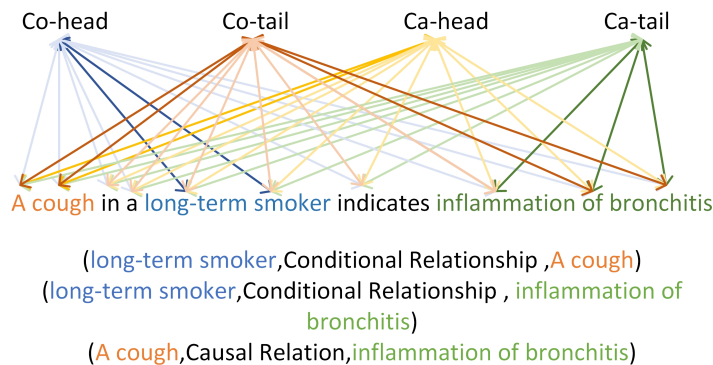 Co-head Co-tail Ca-head Ca-tail
A cough in a long-term smoker indicates inflammation of bronchitis
(long-term smoker,Conditional Relationship ,A cough)
(long-term smoker,Conditional Relationship , inflammation of
bronchitis)
(A cough,Causal Relation,inflammation of bronchitis)